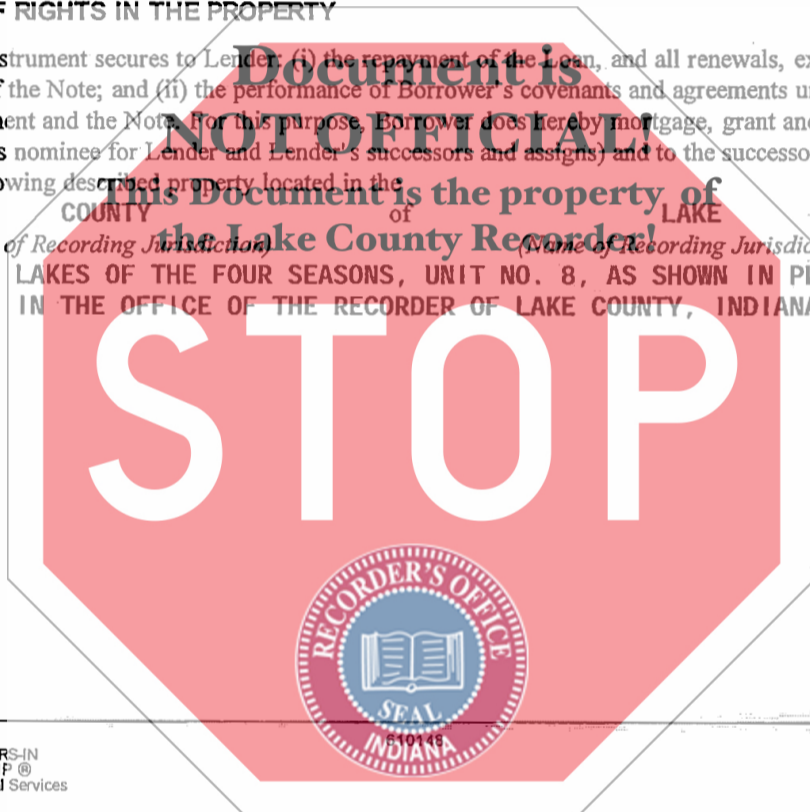 F RIGHTS IN THE PROPERTY
strument secures to Lender: (i) the repayment of the Loan, and all renewals, ex
f the Note; and (ii) the performance of Borrower's covenants and agreements u
ent and the Note. For this purpose, Borrower does hereby mortgage, grant and
s nominee for Lender and Lender's successors and assigns) and to the successo
owing described property located in the
Document is
NOT OFFICIAL!
This Document is the property of
the Lake County Recorder!
COUNTY of LAKE
of Recording Jurisdiction) (Name of Recording Jurisdic
LAKES OF THE FOUR SEASONS, UNIT NO. 8, AS SHOWN IN P
IN THE OFFICE OF THE RECORDER OF LAKE COUNTY, INDIANA
STOP
RECORDER'S OFFICE
SEAL
INDIANA
610148
RS-IN
P ®
l Services